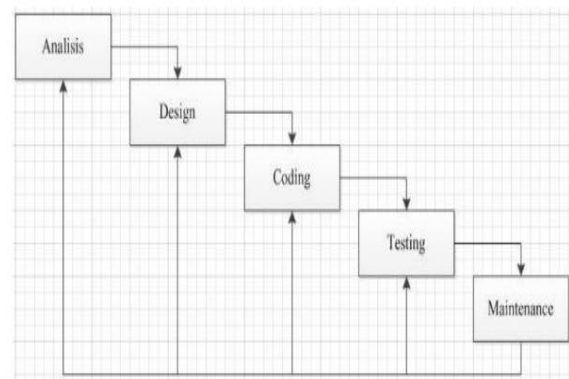 Analisis
Design
Coding
Testing
Maintenance